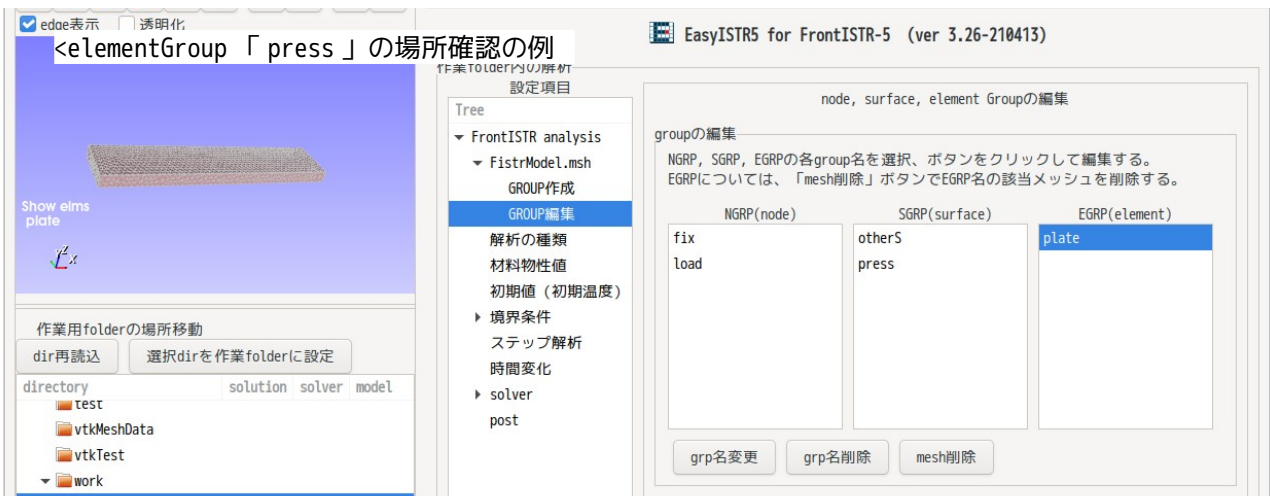 edge表示 透明化
<elementGroup 「 press 」の場所確認の例
Show elms
plate
z
x
作業用folderの場所移動
dir再読込 選択dirを作業folderに設定
directory solution solver model
test
vtkMeshData
vtkTest
work
EasyISTR5 for FrontISTR-5 (ver 3.26-210413)
作業folder内の解析
設定項目
Tree
FrontISTR analysis
FistrModel.msh
GROUP作成
GROUP編集
解析の種類
材料物性値
初期値（初期温度）
境界条件
ステップ解析
時間変化
solver
post
node, surface, element Groupの編集
groupの編集
NGRP, SGRP, EGRPの各group名を選択、ボタンをクリックして編集する。
EGRPについては、「mesh削除」ボタンでEGRP名の該当メッシュを削除する。
NGRP(node) SGRP(surface) EGRP(element)
fix otherS plate
load press
grp名変更 grp名削除 mesh削除